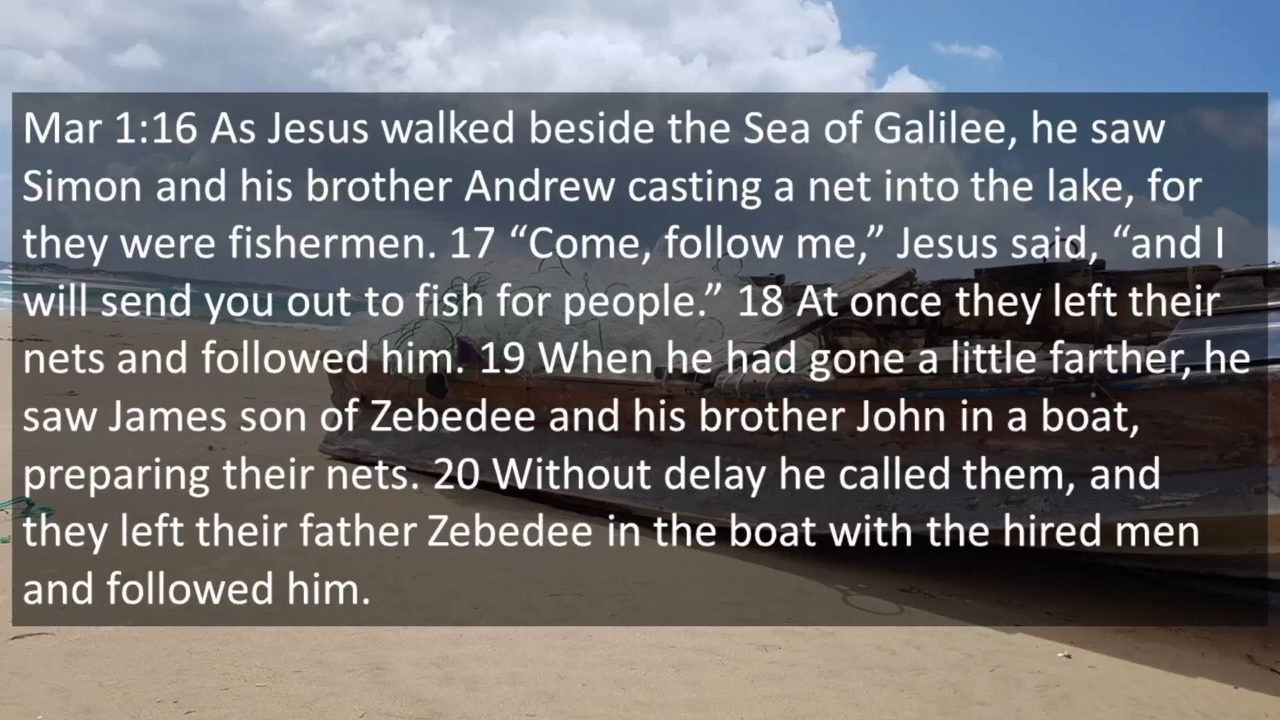 Mar 1:16 As Jesus walked beside the Sea of Galilee, he saw
Simon and his brother Andrew casting a net into the lake, for
they were fishermen. 17 “Come, follow me,” Jesus said, “and I
will send you out to fish for people.” 18 At once they left their
nets and followed him. 19 When he had gone a little farther, he
saw James son of Zebedee and his brother John in a boat,
preparing their nets. 20 Without delay he called them, and
they left their father Zebedee in the boat with the hired men
and followed him.